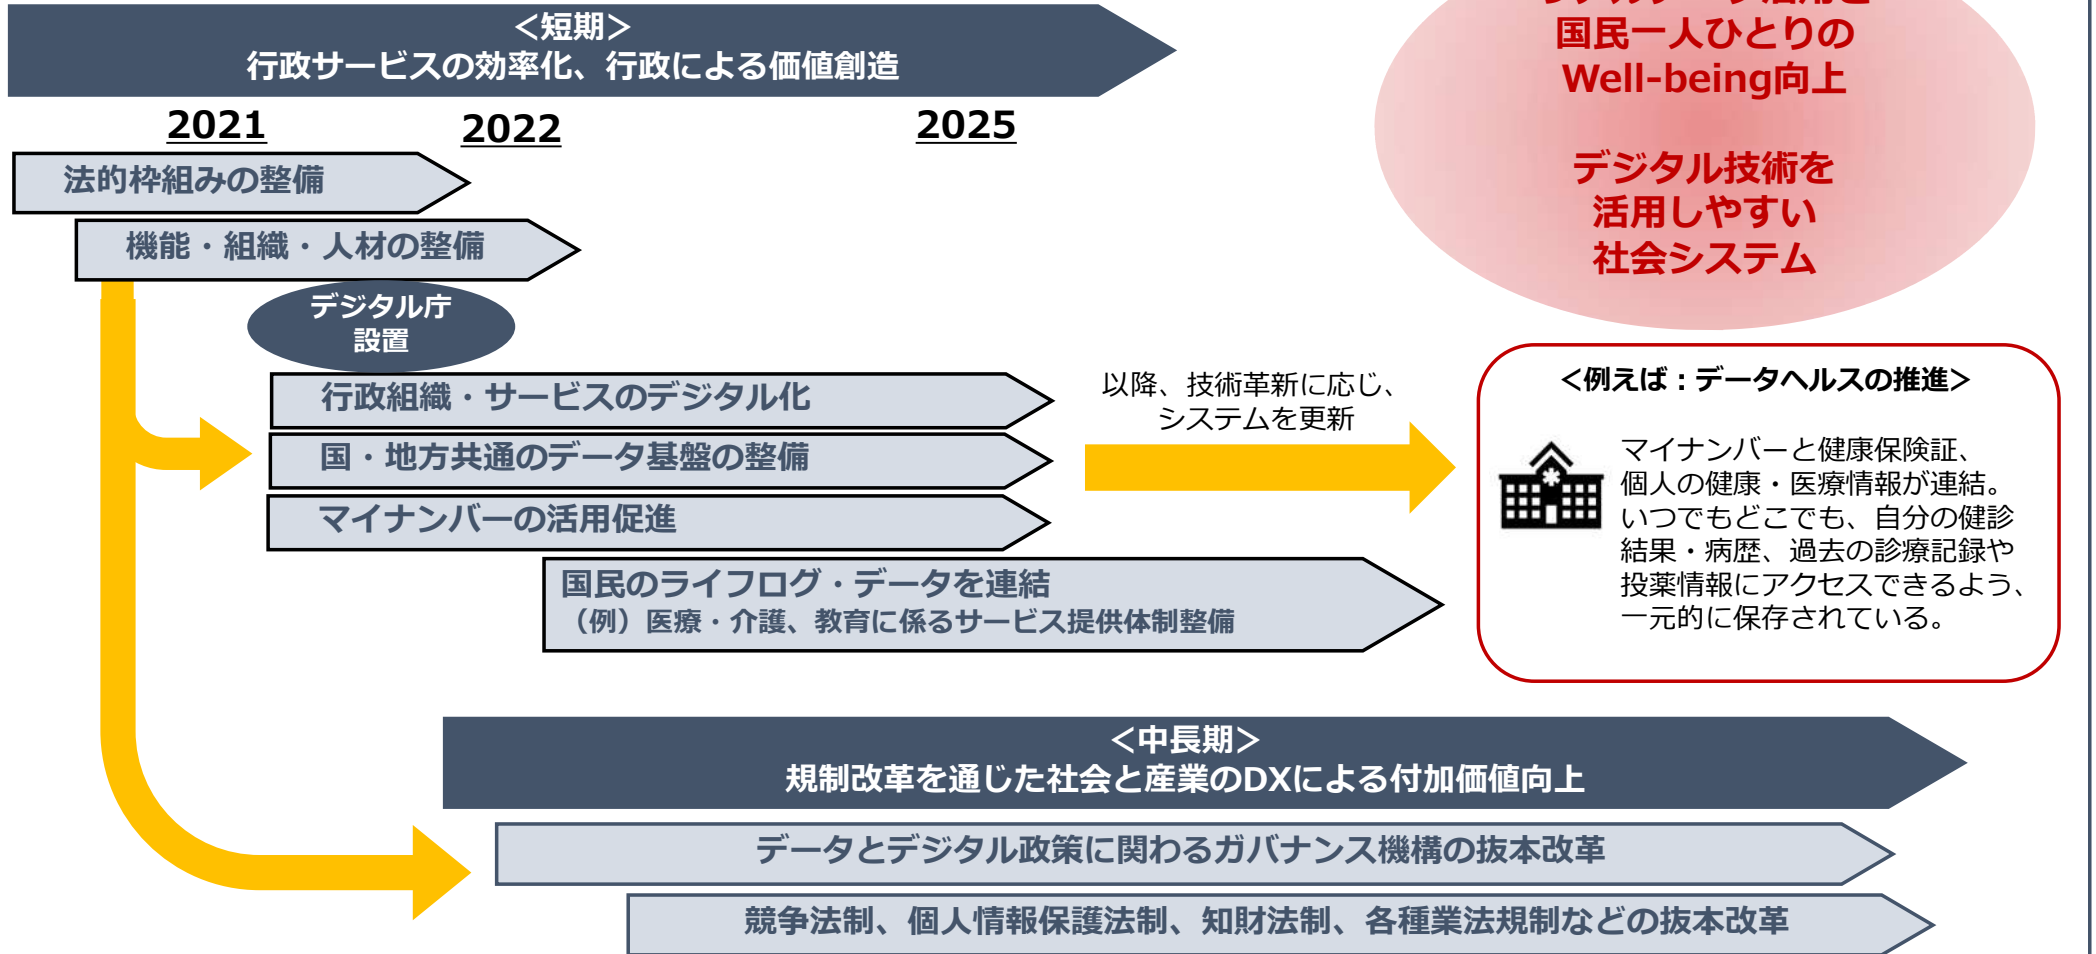 <短期>
行政サービスの効率化、行政による価値創造
2021
2022
2025
法的枠組みの整備
機能・組織・人材の整備
デジタル庁
設置
行政組織・サービスのデジタル化
国・地方共通のデータ基盤の整備
マイナンバーの活用促進
国民のライフログ・データを連結
（例）医療・介護、教育に係るサービス提供体制整備
以降、技術革新に応じ、
システムを更新
国民一人ひとりの
Well-being向上
デジタル技術を
活用しやすい
社会システム
<例えば：データヘルスの推進>
マイナンバーと健康保険証、
個人の健康・医療情報が連結。
いつでもどこでも、自分の健診
結果・病歴、過去の診療記録や
投薬情報にアクセスできるよう、
一元的に保存されている。
<中長期>
規制改革を通じた社会と産業のDXによる付加価値向上
データとデジタル政策に関わるガバナンス機構の抜本改革
競争法制、個人情報保護法制、知財法制、各種業法規制などの抜本改革